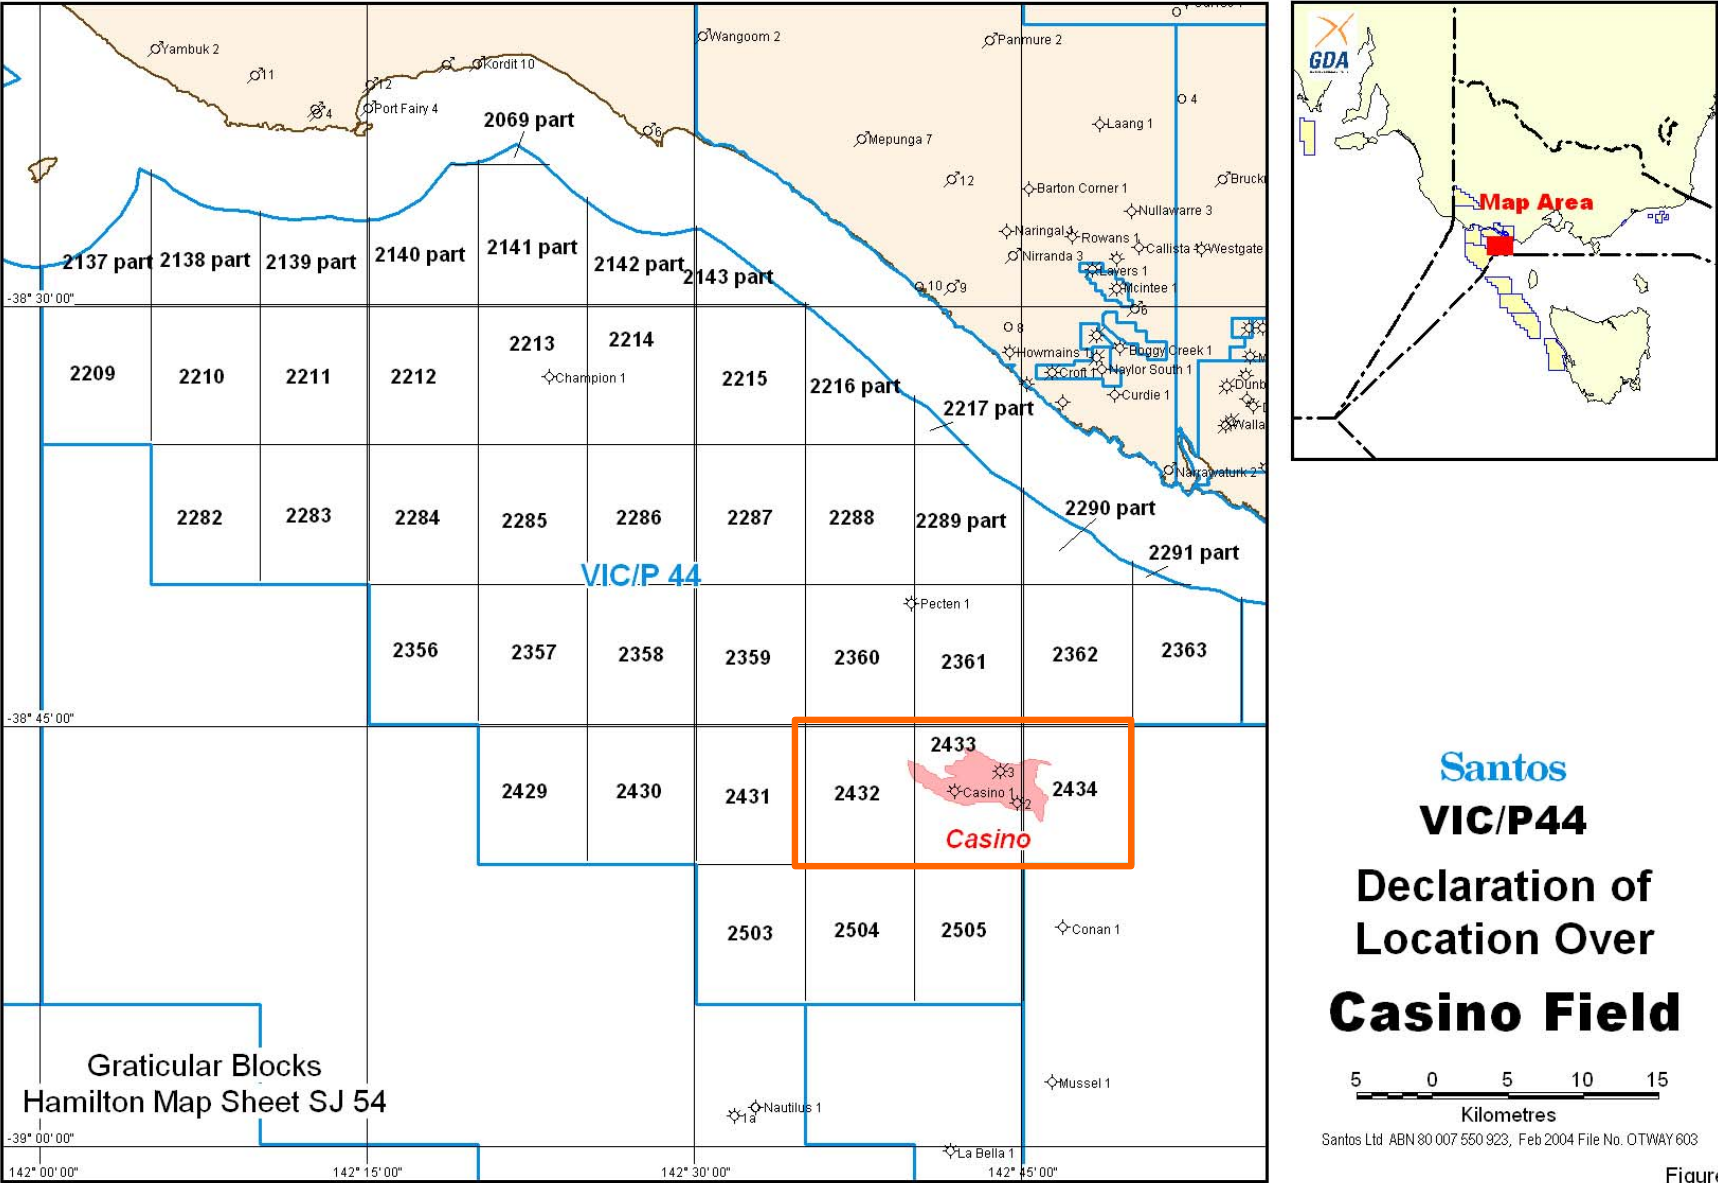 Yambuk 2
11
4
12
Port Fairy 4
Kordit 10
6
Wangoom 2
Panmure 2
4
Laang 1
Mepunga 7
12
Barton Corner 1
Nullawarre 3
Naringal 1
Rowans 1
Callista 1
Westgate
Nirranda 3
Layers 1
Mcintee 1
6
10
9
8
Howmains 1
Boggy Creek 1
Croft 1
Naylor South 1
Curdie 1
Narrawaturk 2
2069 part
2137 part
2138 part
2139 part
2140 part
2141 part
2142 part
2143 part
-38° 30' 00"
2209
2210
2211
2212
2213
2214
Champion 1
2215
2216 part
2217 part
2282
2283
2284
2285
2286
2287
2288
2289 part
2290 part
2291 part
VIC/P 44
Pecten 1
2356
2357
2358
2359
2360
2361
2362
2363
-38° 45' 00"
2429
2430
2431
2432
2433
2434
3
Casino 1
2
Casino
2503
2504
2505
Conan 1
Mussel 1
Nautilus 1
1a
La Bella 1
Graticular Blocks
Hamilton Map Sheet SJ 54
-39° 00' 00"
142° 00' 00"
142° 15' 00"
142° 30' 00"
142° 45' 00"
GDA
Map Area
Santos
VIC/P44
Declaration of
Location Over
Casino Field
5 0 5 10 15
Kilometres
Santos Ltd ABN 80 007 550 923, Feb 2004 File No. OTWAY 603